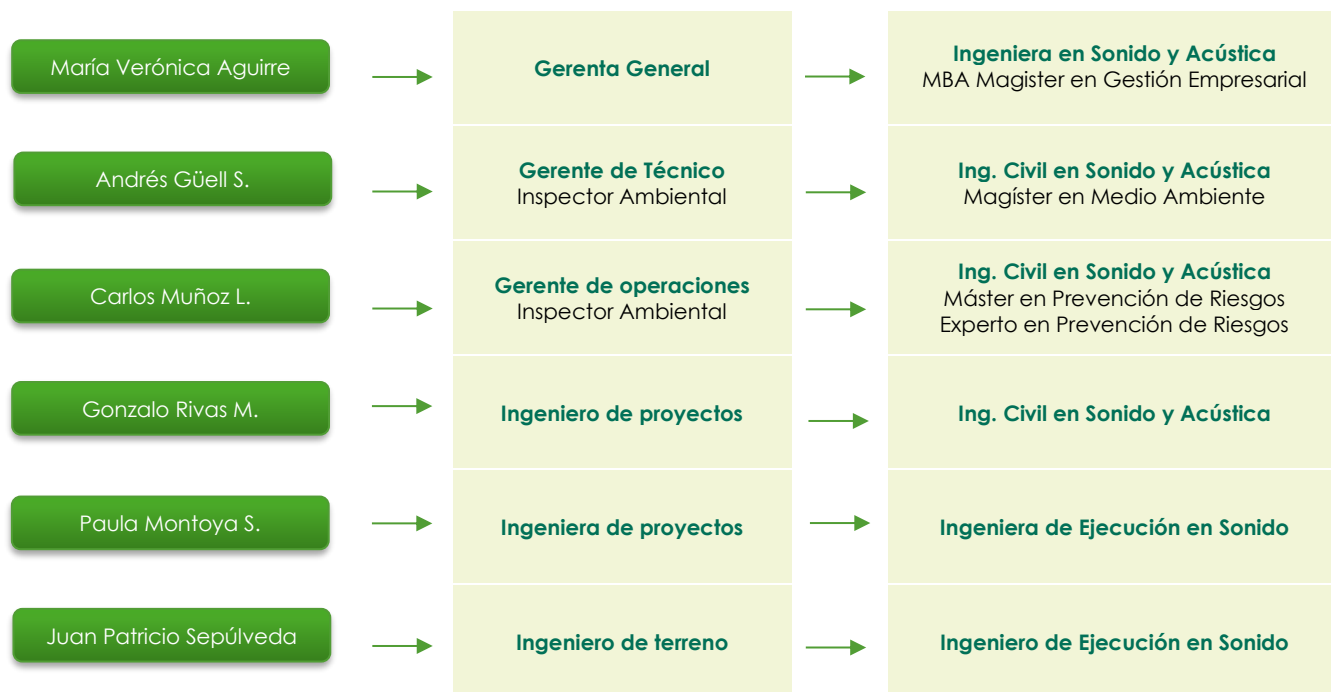 María Verónica Aguirre
Gerenta General
Ingeniera en Sonido y Acústica
MBA Magister en Gestión Empresarial
Andrés Güell S.
Gerente de Técnico
Inspector Ambiental
Ing. Civil en Sonido y Acústica
Magíster en Medio Ambiente
Carlos Muñoz L.
Gerente de operaciones
Inspector Ambiental
Ing. Civil en Sonido y Acústica
Máster en Prevención de Riesgos
Experto en Prevención de Riesgos
Gonzalo Rivas M.
Ingeniero de proyectos
Ing. Civil en Sonido y Acústica
Paula Montoya S.
Ingeniera de proyectos
Ingeniera de Ejecución en Sonido
Juan Patricio Sepúlveda
Ingeniero de terreno
Ingeniero de Ejecución en Sonido